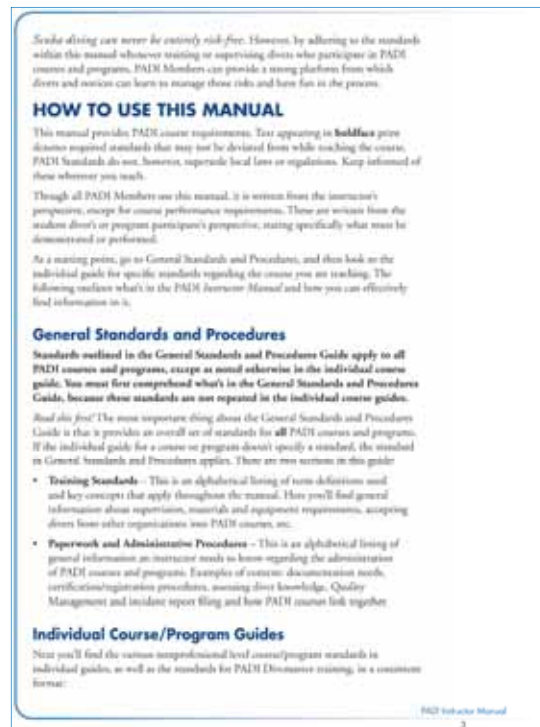 Scuba diving can never be entirely risk-free. However, by adhering to the standards
within this manual whenever training or supervising divers who participate in PADI
courses and programs, PADI Members can provide a strong platform from which
divers and novices can learn to manage those risks and have fun in the process.
HOW TO USE THIS MANUAL
This manual provides PADI course requirements. Text appearing in boldface print
denotes required standards that may not be deviated from while teaching the course.
PADI Standards do not, however, supersede local laws or regulations. Keep informed of
these wherever you teach.
Though all PADI Members use this manual, it is written from the instructor's
perspective, except for course performance requirements. These are written from the
student diver's or program participant's perspective, stating specifically what must be
demonstrated or performed.
As a starting point, go to General Standards and Procedures, and then look to the
individual guide for specific standards regarding the course you are teaching. The
following outlines what's in the PADI Instructor Manual and how you can effectively
find information in it.
General Standards and Procedures
Standards outlined in the General Standards and Procedures Guide apply to all
PADI courses and programs, except as noted otherwise in the individual course
guide. You must first comprehend what's in the General Standards and Procedures
Guide, because these standards are not repeated in the individual course guides.
Read this first! The most important thing about the General Standards and Procedures
Guide is that it provides an overall set of standards for all PADI courses and programs.
If the individual guide for a course or program doesn't specify a standard, the standard
in General Standards and Procedures applies. There are two sections in this guide:
• Training Standards – This is an alphabetical listing of term definitions used
and key concepts that apply throughout the manual. Here you'll find general
information about supervision, materials and equipment requirements, accepting
divers from other organizations into PADI courses, etc.
• Paperwork and Administrative Procedures – This is an alphabetical listing of
general information an instructor needs to know regarding the administration
of PADI courses and programs. Examples of content: documentation needs,
certification/registration procedures, assessing diver knowledge, Quality
Management and incident report filing and how PADI courses link together
Individual Course/Program Guides
Next you'll find the various nonprofessional level course/program standards in
individual guides, as well as the standards for PADI Divemaster training, in a consistent
format:
PADI Instructor Manual
3